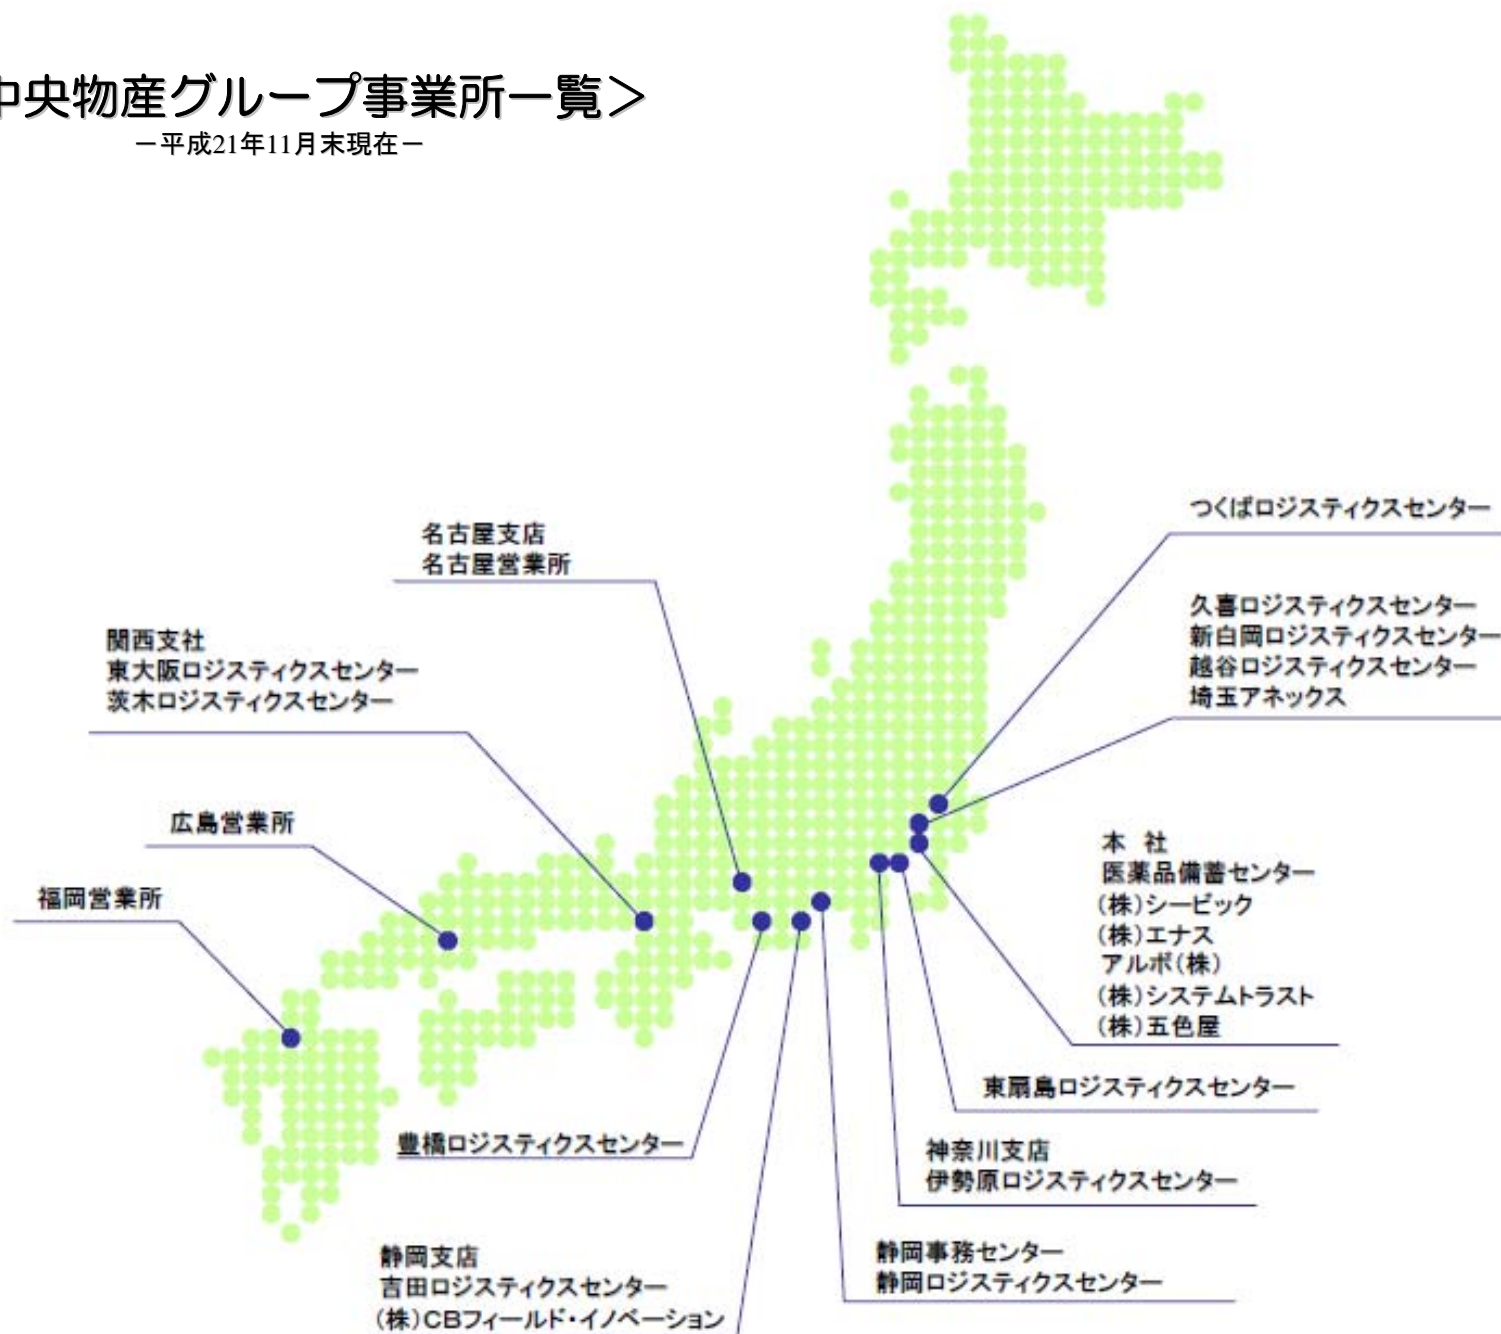 中央物産グループ事業所一覧＞
－平成21年11月末現在－
つくばロジスティクスセンター
名古屋支店
名古屋営業所
久喜ロジスティクスセンター
新白岡ロジスティクスセンター
越谷ロジスティクスセンター
埼玉アネックス
関西支社
東大阪ロジスティクスセンター
茨木ロジスティクスセンター
広島営業所
本　社
医薬品備蓄センター
（株）シービック
（株）エナス
アルボ（株）
（株）システムトラスト
（株）五色屋
福岡営業所
東扇島ロジスティクスセンター
豊橋ロジスティクスセンター
神奈川支店
伊勢原ロジスティクスセンター
静岡支店
吉田ロジスティクスセンター
（株）CBフィールド・イノベーション
静岡事務センター
静岡ロジスティクスセンター